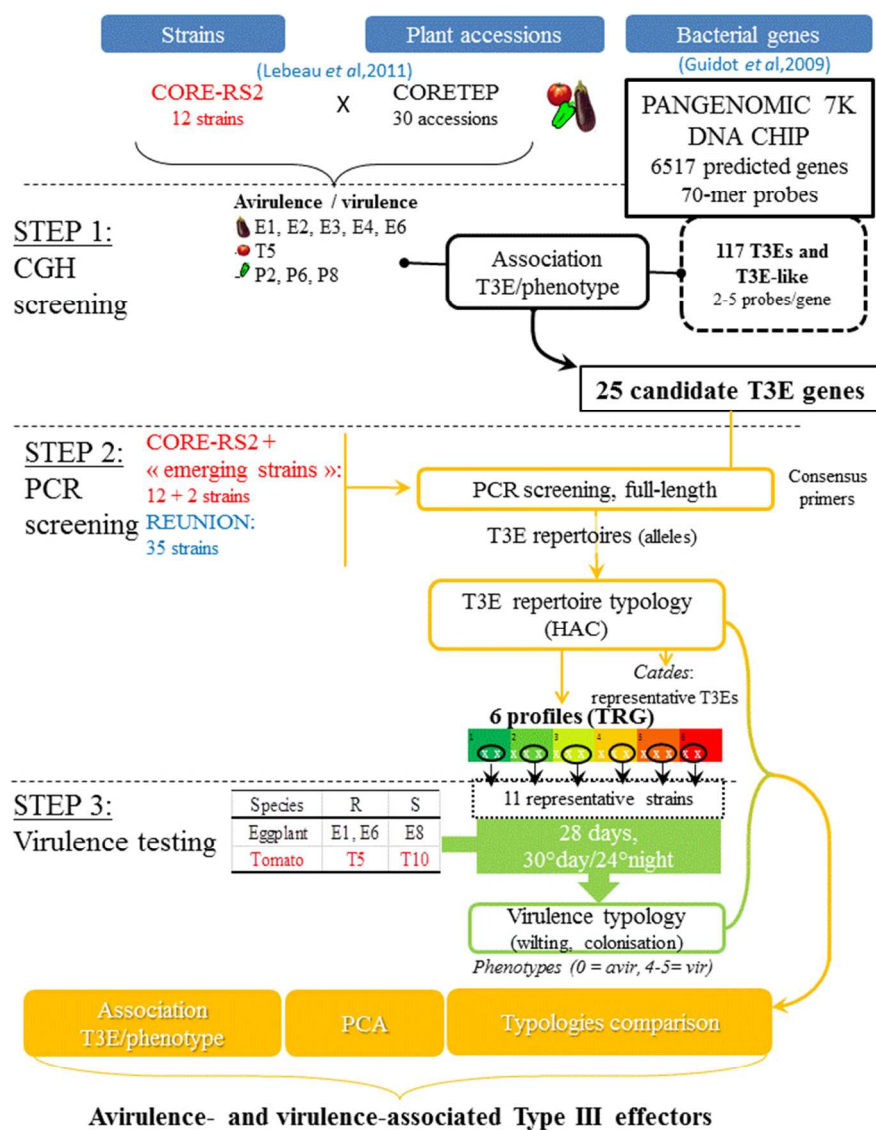 Strains
Plant accessions
Bacterial genes
(Lebeau et al,2011)
(Guidot et al,2009)
CORE-RS2
12 strains
X
CORETEP
30 accessions
PANGENOMIC 7K
DNA CHIP
6517 predicted genes
70-mer probes
STEP 1:
CGH
screening
Avirulence / virulence
E1, E2, E3, E4, E6
T5
P2, P6, P8
Association
T3E/phenotype
117 T3Es and
T3E-like
2-5 probes/gene
25 candidate T3E genes
STEP 2:
PCR
screening
CORE-RS2 +
« emerging strains »:
12 + 2 strains
REUNION:
35 strains
PCR screening, full-length
Consensus
primers
T3E repertoires (alleles)
T3E repertoire typology
(HAC)
Catdes:
representative T3Es
6 profiles (TRG)
1 2 3 4 5 6
x x x x x x x x x x x x
STEP 3:
Virulence testing
Species R S
Eggplant E1, E6 E8
Tomato T5 T10
11 representative strains
28 days,
30°day/24°night
Virulence typology
(wilting, colonisation)
Phenotypes (0 = avir, 4-5= vir)
Association
T3E/phenotype
PCA
Typologies comparison
Avirulence- and virulence-associated Type III effectors